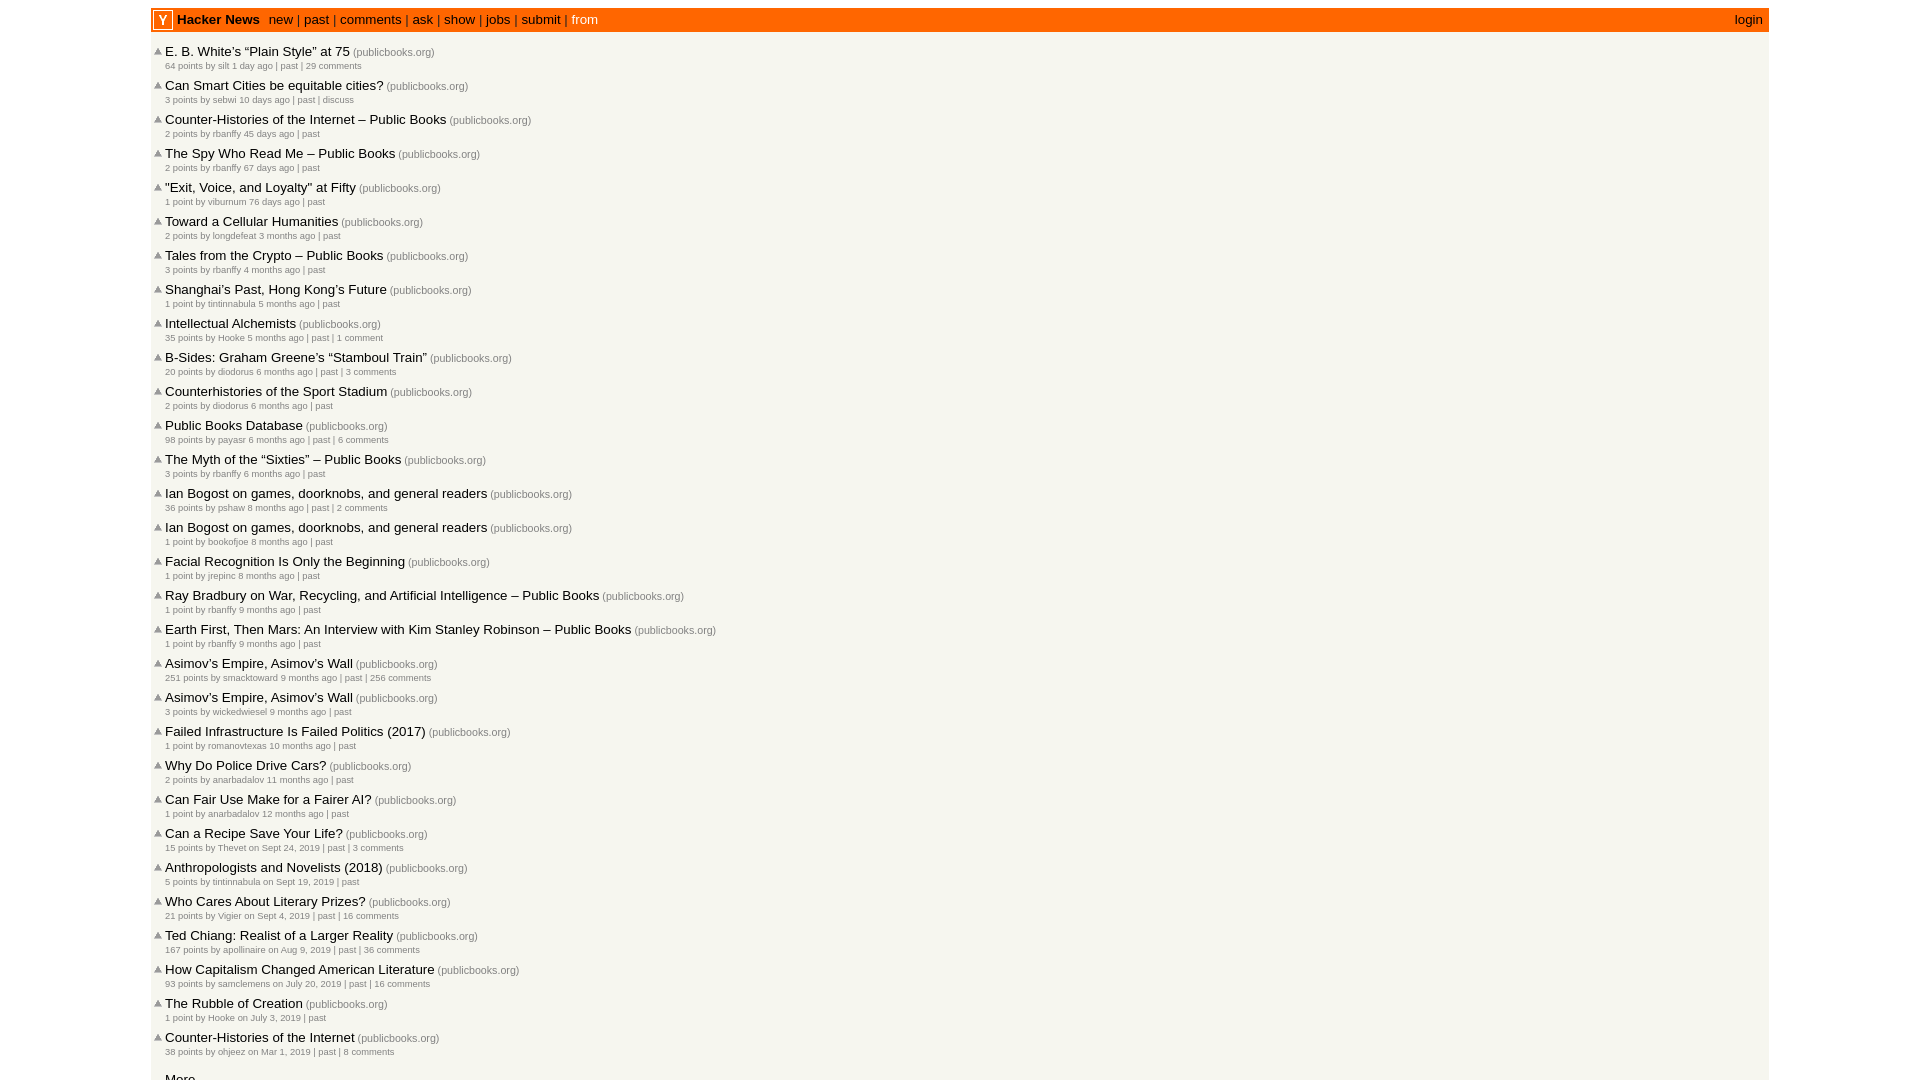 Y Hacker News new | past | comments | ask | show | jobs | submit | from login
E. B. White’s “Plain Style” at 75 (publicbooks.org)
64 points by silt 1 day ago | past | 29 comments
Can Smart Cities be equitable cities? (publicbooks.org)
3 points by sebwi 10 days ago | past | discuss
Counter-Histories of the Internet – Public Books (publicbooks.org)
2 points by rbanffy 45 days ago | past
The Spy Who Read Me – Public Books (publicbooks.org)
2 points by rbanffy 67 days ago | past
"Exit, Voice, and Loyalty" at Fifty (publicbooks.org)
1 point by viburnum 76 days ago | past
Toward a Cellular Humanities (publicbooks.org)
2 points by longdefeat 3 months ago | past
Tales from the Crypto – Public Books (publicbooks.org)
3 points by rbanffy 4 months ago | past
Shanghai’s Past, Hong Kong’s Future (publicbooks.org)
1 point by tintinnabula 5 months ago | past
Intellectual Alchemists (publicbooks.org)
35 points by Hooke 5 months ago | past | 1 comment
B-Sides: Graham Greene’s “Stamboul Train” (publicbooks.org)
20 points by diodorus 6 months ago | past | 3 comments
Counterhistories of the Sport Stadium (publicbooks.org)
2 points by diodorus 6 months ago | past
Public Books Database (publicbooks.org)
98 points by payasr 6 months ago | past | 6 comments
The Myth of the “Sixties” – Public Books (publicbooks.org)
3 points by rbanffy 6 months ago | past
Ian Bogost on games, doorknobs, and general readers (publicbooks.org)
36 points by pshaw 8 months ago | past | 2 comments
Ian Bogost on games, doorknobs, and general readers (publicbooks.org)
1 point by bookofjoe 8 months ago | past
Facial Recognition Is Only the Beginning (publicbooks.org)
1 point by jrepinc 8 months ago | past
Ray Bradbury on War, Recycling, and Artificial Intelligence – Public Books (publicbooks.org)
1 point by rbanffy 9 months ago | past
Earth First, Then Mars: An Interview with Kim Stanley Robinson – Public Books (publicbooks.org)
1 point by rbanffy 9 months ago | past
Asimov’s Empire, Asimov’s Wall (publicbooks.org)
251 points by smacktoward 9 months ago | past | 256 comments
Asimov’s Empire, Asimov’s Wall (publicbooks.org)
3 points by wickedwiesel 9 months ago | past
Failed Infrastructure Is Failed Politics (2017) (publicbooks.org)
1 point by romanovtexas 10 months ago | past
Why Do Police Drive Cars? (publicbooks.org)
2 points by anarbadalov 11 months ago | past
Can Fair Use Make for a Fairer AI? (publicbooks.org)
1 point by anarbadalov 12 months ago | past
Can a Recipe Save Your Life? (publicbooks.org)
15 points by Thevet on Sept 24, 2019 | past | 3 comments
Anthropologists and Novelists (2018) (publicbooks.org)
5 points by tintinnabula on Sept 19, 2019 | past
Who Cares About Literary Prizes? (publicbooks.org)
21 points by Vigier on Sept 4, 2019 | past | 16 comments
Ted Chiang: Realist of a Larger Reality (publicbooks.org)
167 points by apollinaire on Aug 9, 2019 | past | 36 comments
How Capitalism Changed American Literature (publicbooks.org)
93 points by samclemens on July 20, 2019 | past | 16 comments
The Rubble of Creation (publicbooks.org)
1 point by Hooke on July 3, 2019 | past
Counter-Histories of the Internet (publicbooks.org)
38 points by ohjeez on Mar 1, 2019 | past | 8 comments
More